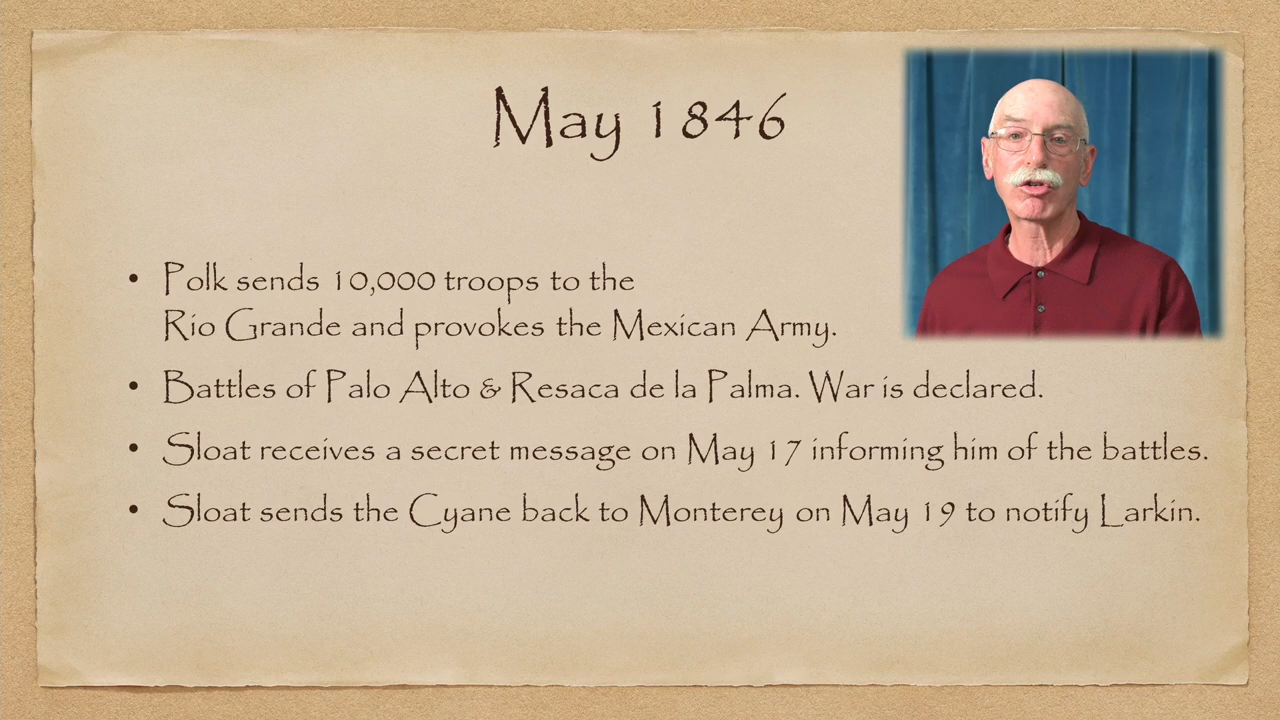 May 1846
• Polk sends 10,000 troops to the
Rio Grande and provokes the Mexican Army.
• Battles of Palo Alto & Resaca de la Palma. War is declared.
• Sloat receives a secret message on May 17 informing him of the battles.
• Sloat sends the Cyane back to Monterey on May 19 to notify Larkin.